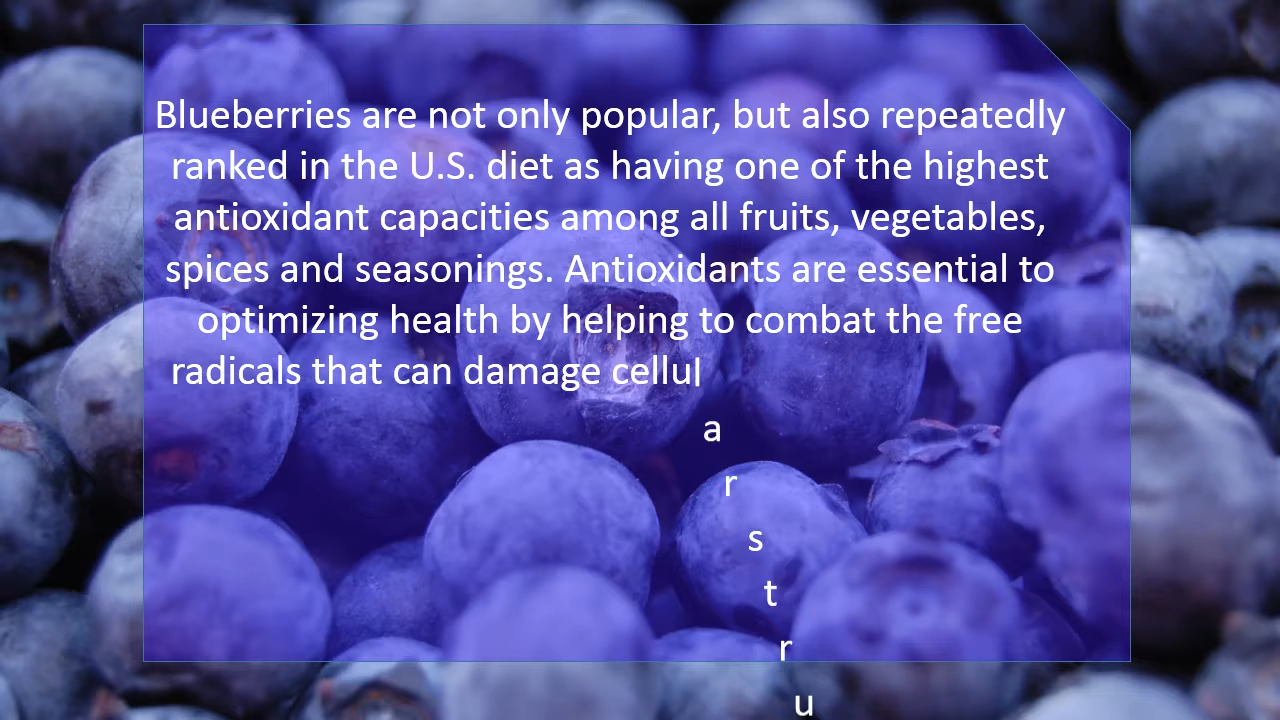 Blueberries are not only popular, but also repeatedly
ranked in the U.S. diet as having one of the highest
antioxidant capacities among all fruits, vegetables,
spices and seasonings. Antioxidants are essential to
optimizing health by helping to combat the free
radicals that can damage cellul
a
r
s
t
r
u